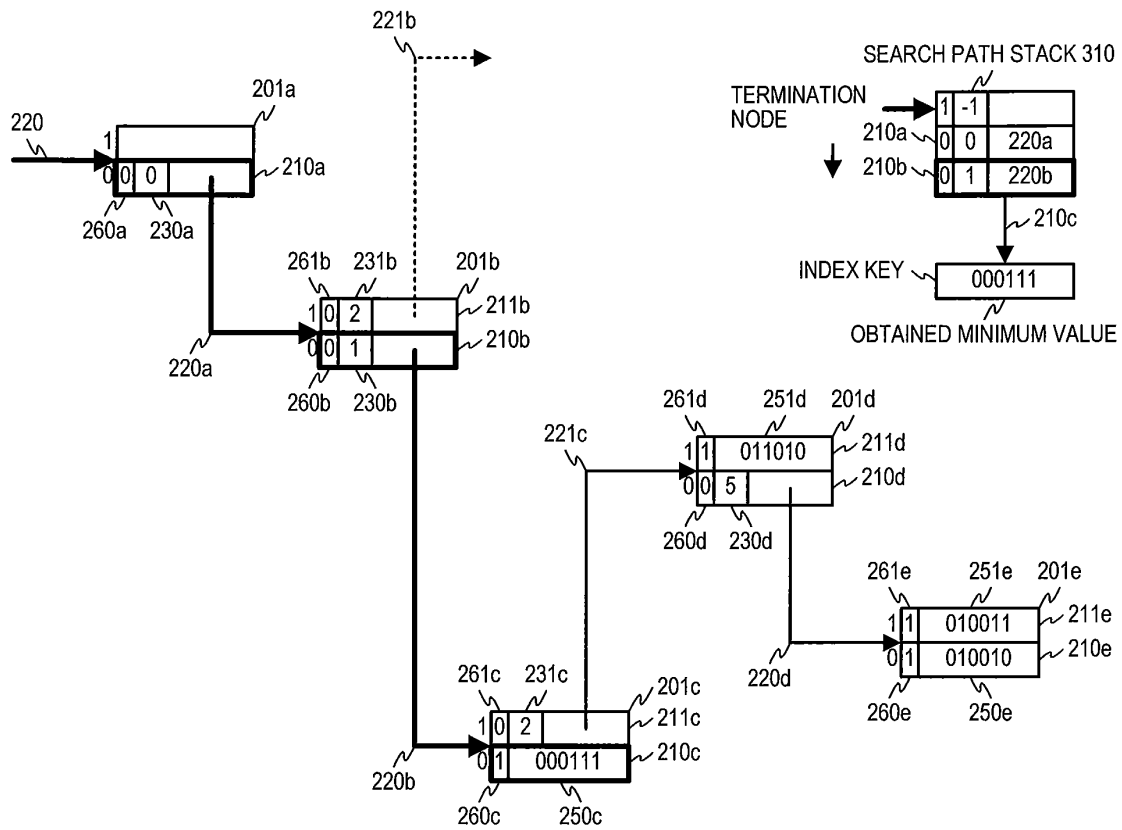 221b
SEARCH PATH STACK 310
201a
TERMINATION
NODE
1 -1
220
1
210a
0 0 220a
0 0 0
210a
210b
0 1 220b
260a 230a
210c
261b 231b 201b
INDEX KEY
000111
1 0 2
211b
OBTAINED MINIMUM VALUE
220a
0 0 1
210b
260b 230b
261d 251d 201d
221c
1 1 011010
211d
0 0 5
210d
260d 230d
261e 251e 201e
1 1 010011
211e
0 1 010010
210e
220d
260e 250e
261c 231c 201c
1 0 2
211c
220b
0 1 000111
210c
260c 250c